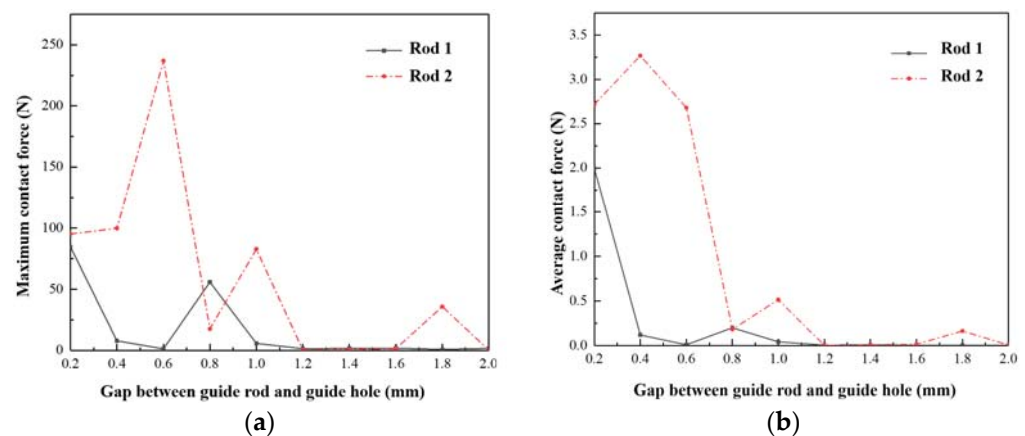 250
200
150
100
50
0
Maximum contact force (N)
Rod 1
Rod 2
0.2 0.4 0.6 0.8 1.0 1.2 1.4 1.6 1.8 2.0
Gap between guide rod and guide hole (mm)
(a)
3.5
3.0
2.5
2.0
1.5
1.0
0.5
0.0
Average contact force (N)
Rod 1
Rod 2
0.2 0.4 0.6 0.8 1.0 1.2 1.4 1.6 1.8 2.0
Gap between guide rod and guide hole (mm)
(b)